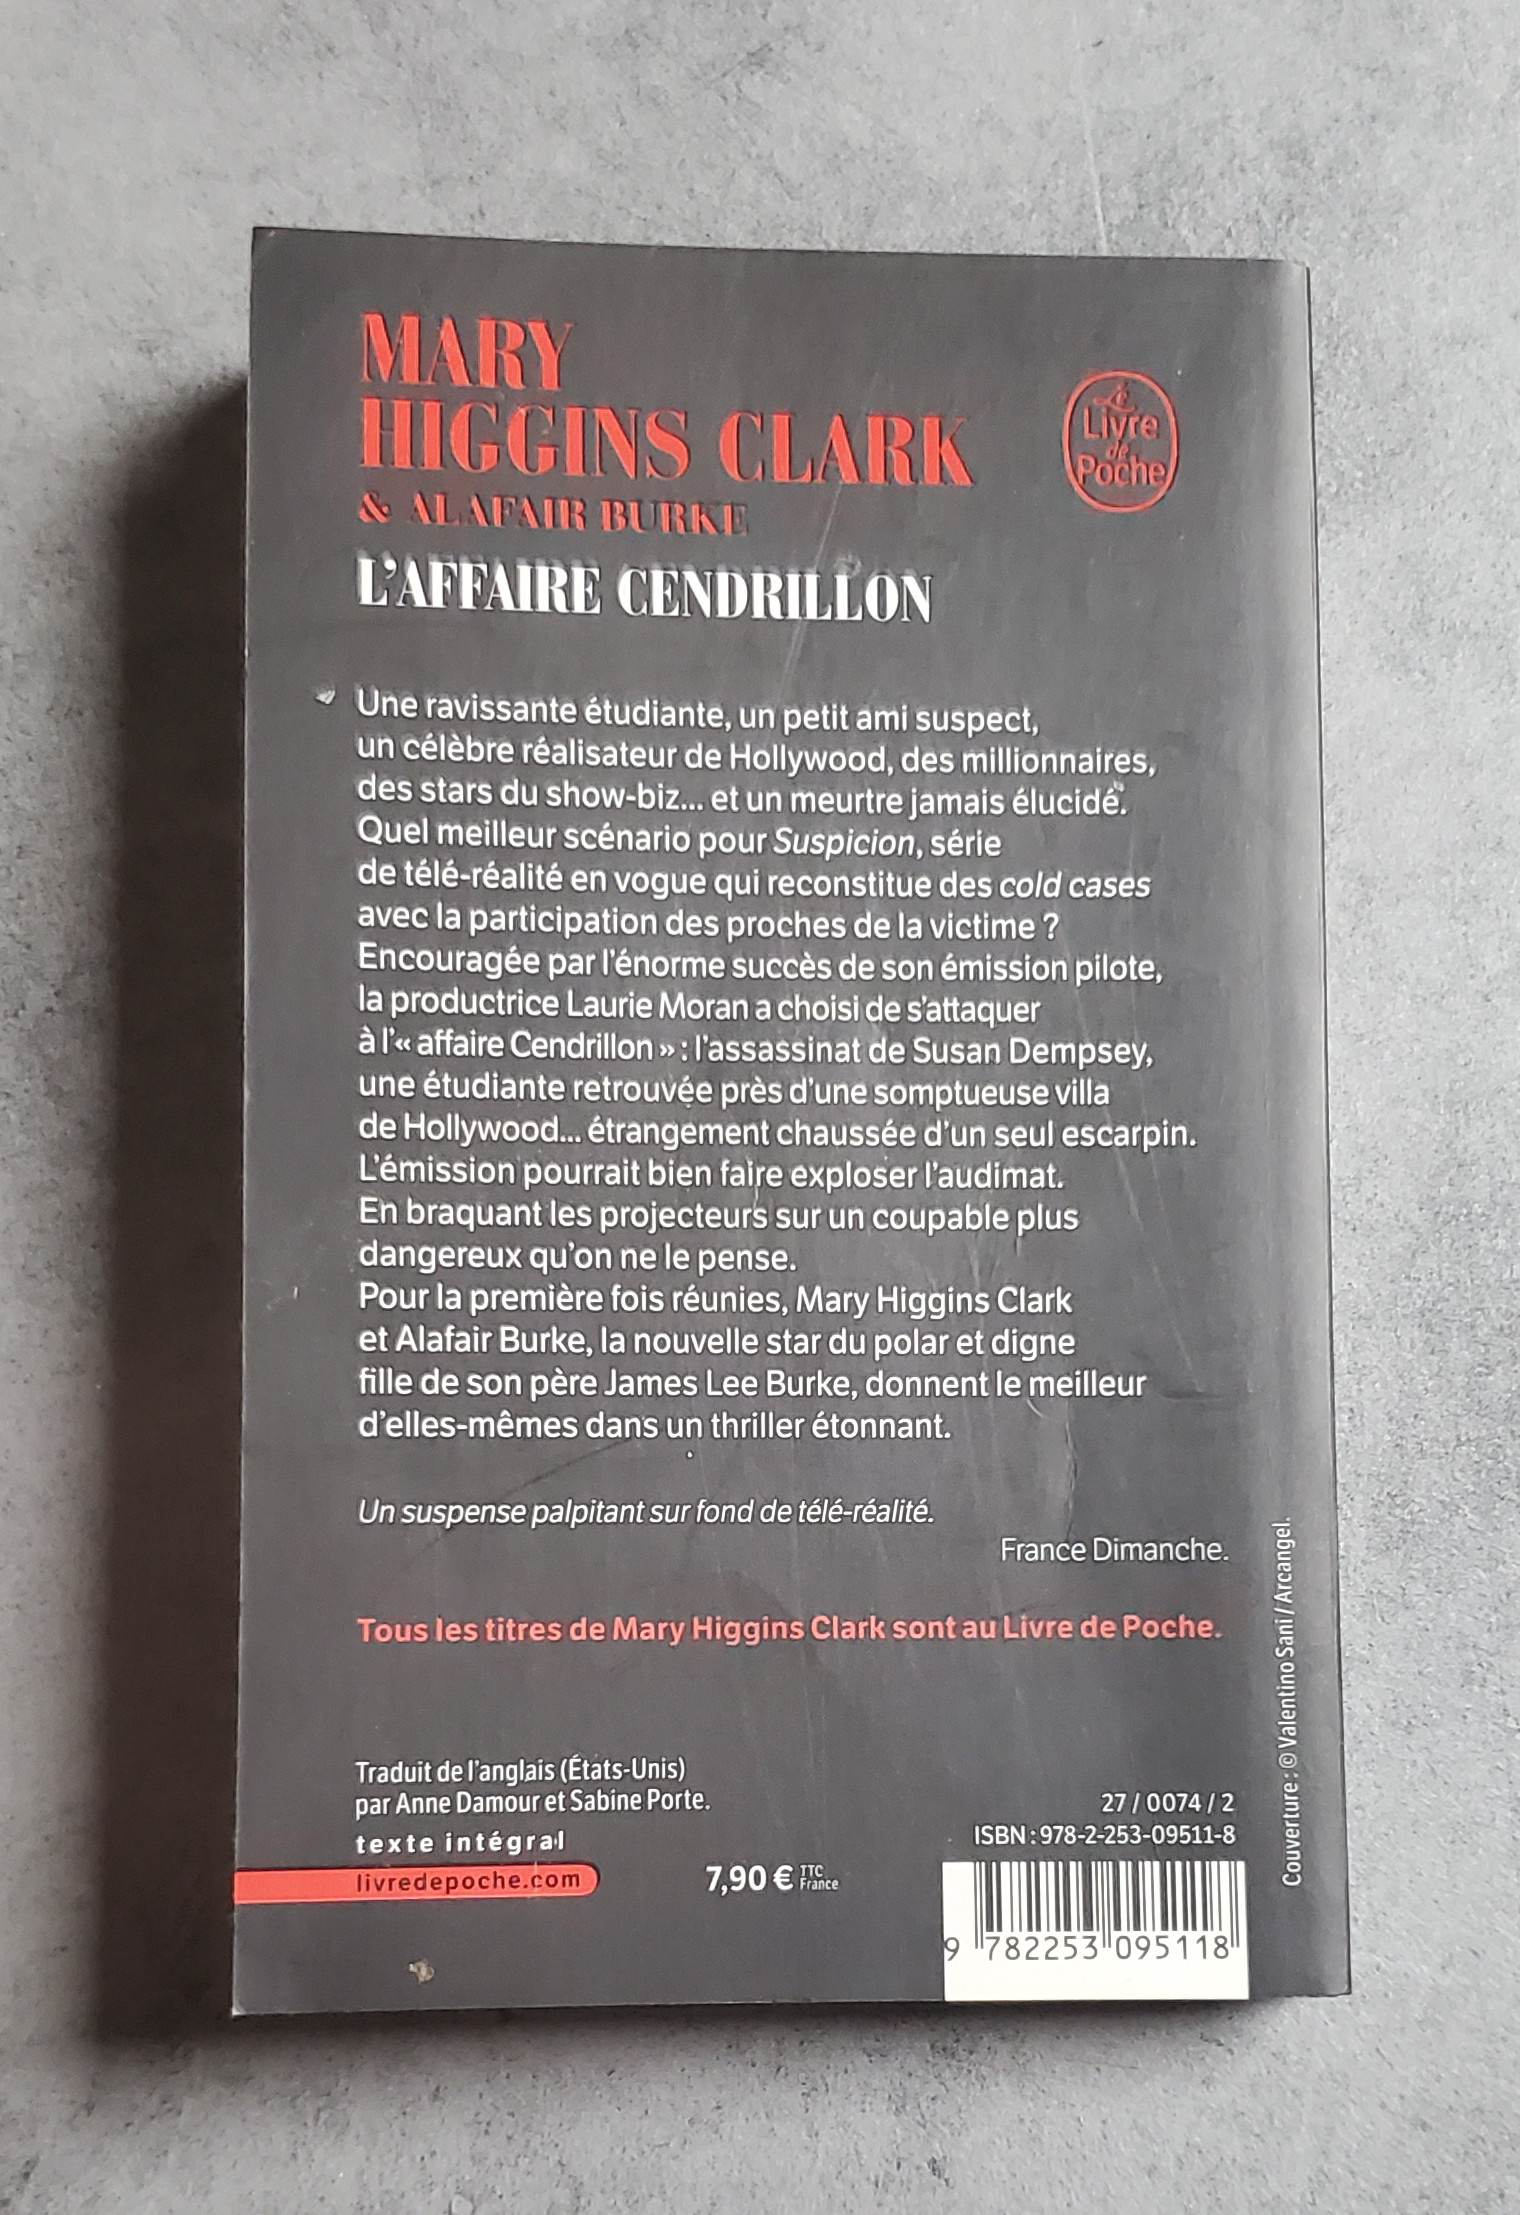 MARY
HIGGINS CLARK
& ALAFAIR BURKE
Le
Livre
de
Poche
L'AFFAIRE CENDRILLON
Une ravissante étudiante, un petit ami suspect,
un célèbre réalisateur de Hollywood, des millionnaires,
des stars du show-biz... et un meurtre jamais élucidé.
Quel meilleur scénario pour Suspicion, série
de télé-réalité en vogue qui reconstitue des cold cases
avec la participation des proches de la victime ?
Encouragée par l'énorme succès de son émission pilote,
la productrice Laurie Moran a choisi de s'attaquer
à l'« affaire Cendrillon » : l'assassinat de Susan Dempsey,
une étudiante retrouvée près d'une somptueuse villa
de Hollywood... étrangement chaussée d'un seul escarpin.
L'émission pourrait bien faire exploser l'audimat.
En braquant les projecteurs sur un coupable plus
dangereux qu'on ne le pense.
Pour la première fois réunies, Mary Higgins Clark
et Alafair Burke, la nouvelle star du polar et digne
fille de son père James Lee Burke, donnent le meilleur
d'elles-mêmes dans un thriller étonnant.
Un suspense palpitant sur fond de télé-réalité.
France Dimanche.
Tous les titres de Mary Higgins Clark sont au Livre de Poche.
Traduit de l'anglais (États-Unis)
par Anne Damour et Sabine Porte.
texte intégral
livredepoche.com
7,90 € TTC
France
27 / 0074 / 2
ISBN : 978-2-253-09511-8
9 782253 095118
Couverture : © Valentino Sani / Arcangel.